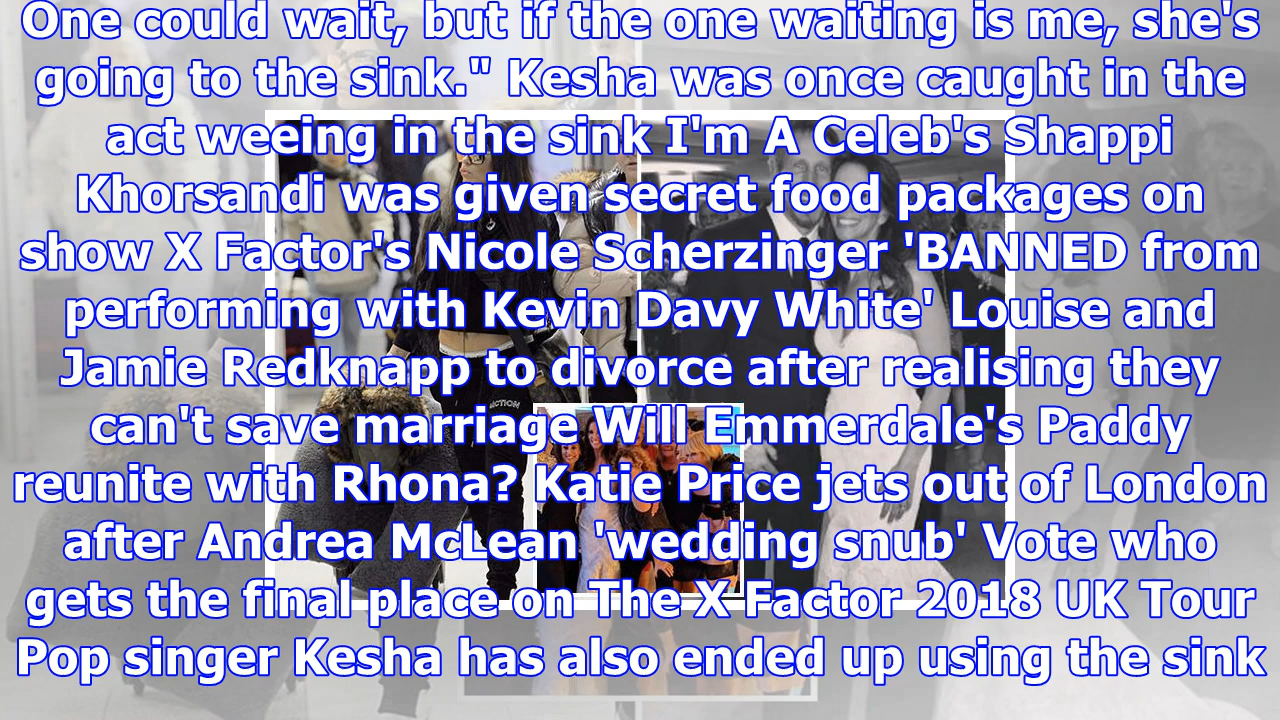 One could wait, but if the one waiting is me, she's
going to the sink." Kesha was once caught in the
act weeing in the sink I'm A Celeb's Shappi
Khorsandi was given secret food packages on
show X Factor's Nicole Scherzinger 'BANNED from
performing with Kevin Davy White' Louise and
Jamie Redknapp to divorce after realising they
can't save marriage Will Emmerdale's Paddy
reunite with Rhona? Katie Price jets out of London
after Andrea McLean 'wedding snub' Vote who
gets the final place on The X Factor 2018 UK Tour
Pop singer Kesha has also ended up using the sink